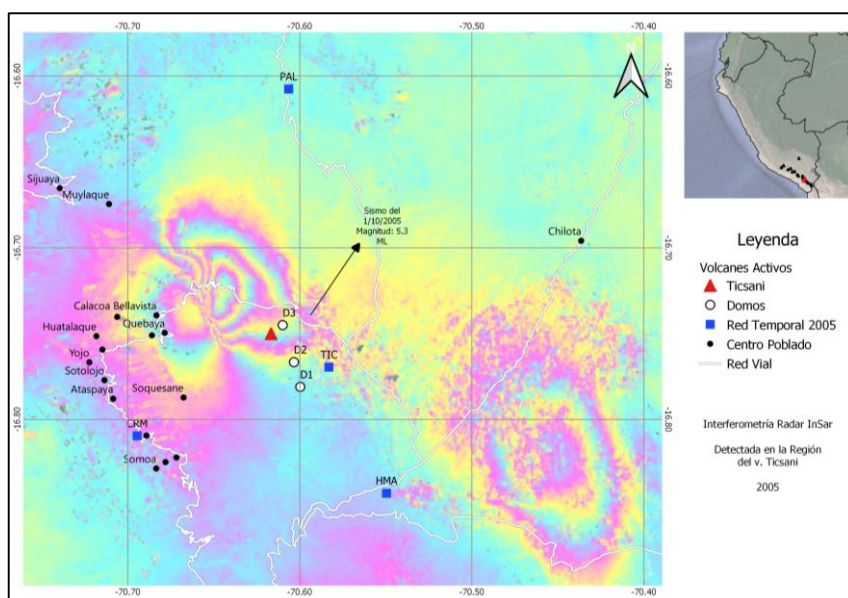 -70.70
-70.60
-70.50
-70.40
-16.60
-16.60
PAL
Sijuaya
Muylaque
Sismo del
1/10/2005
Magnitud: 5.3
ML
Chilota
-16.70
-16.70
Calacoa Bellavista
D3
Huatalaque
Quebaya
Yojo
D2
TIC
Sotolojo
D1
Ataspaya
Soquesane
-16.80
-16.80
CRM
Somoa
HMA
-70.70
-70.60
-70.50
-70.40
Leyenda
Volcanes Activos
Ticsani
Domos
Red Temporal 2005
Centro Poblado
Red Vial
Interferometría Radar InSar
Detectada en la Región
del v. Ticsani
2005